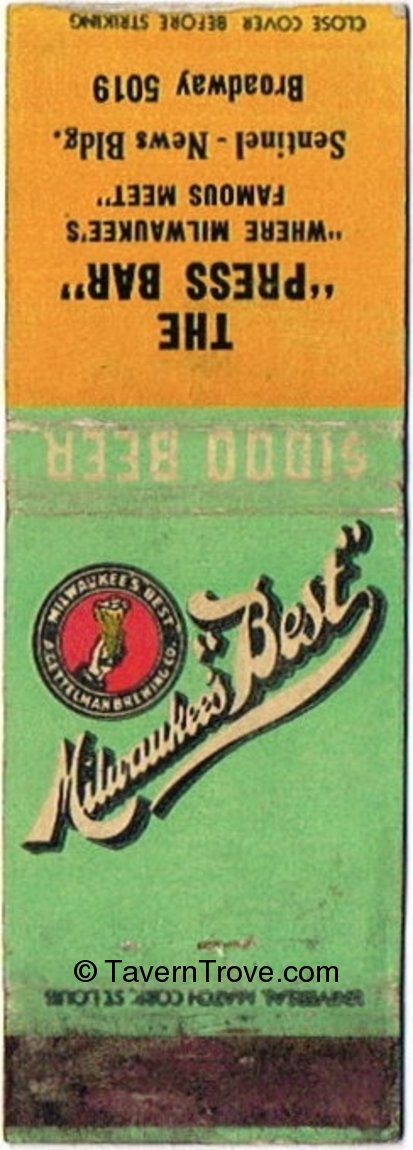 THE
"PRESS BAR"
"WHERE MILWAUKEE'S
FAMOUS MEET"
Sentinel - News Bldg.
Broadway 5019
CLOSE COVER BEFORE STRIKING
$1000 BEER
MILWAUKEE'S BEST
A. GETTELMAN BREWING CO.
Milwaukee's
"Best"
© TavernTrove.com
UNIVERSAL MATCH CORP., ST. LOUIS